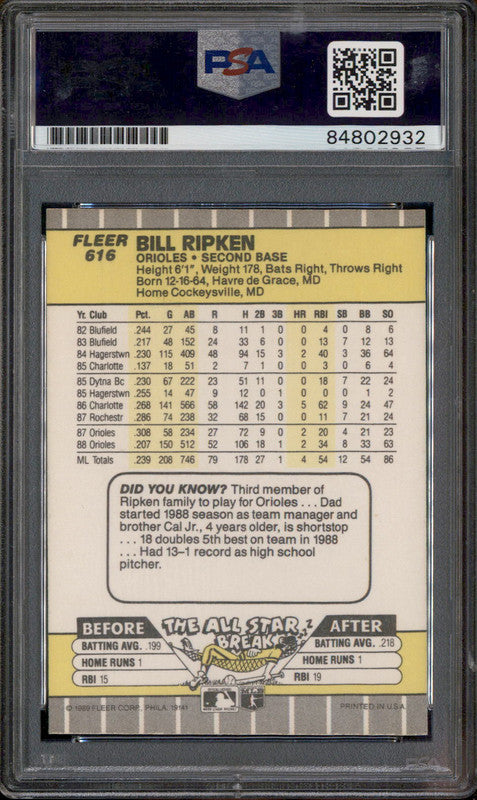 PSA
84802932
FLEER
616
BILL RIPKEN
ORIOLES • SECOND BASE
Height 6'1", Weight 178, Bats Right, Throws Right
Born 12-16-64, Havre de Grace, MD
Home Cockeysville, MD
Yr. Club Pct. G AB R H 2B 3B HR RBI SB BB SO
82 Blufield .244 27 45 8 11 1 0 0 4 0 8 6
83 Blufield .217 48 152 24 33 6 0 0 13 7 12 13
84 Hagerstwn .230 115 409 48 94 15 3 2 40 3 36 64
85 Charlotte .137 18 51 2 7 1 0 0 3 0 6 4
85 Dytna Bc .230 67 222 23 51 11 0 0 18 7 22 24
85 Hagerstwn .255 14 47 9 12 0 1 0 0 0 1 2
86 Charlotte .268 141 566 58 142 20 3 5 62 9 24 47
87 Rochestr .286 74 238 32 68 15 0 0 11 7 21 24
87 Orioles .308 58 234 27 72 9 0 2 20 4 21 23
88 Orioles .207 150 512 52 106 18 1 2 34 8 33 63
ML Totals .239 208 746 79 178 27 1 4 54 12 54 86
DID YOU KNOW? Third member of
Ripken family to play for Orioles . . . Dad
started 1988 season as team manager and
brother Cal Jr., 4 years older, is shortstop
. . . 18 doubles 5th best on team in 1988
. . . Had 13-1 record as high school
pitcher.
BEFORE THE ALL STAR BREAK AFTER
BATTING AVG. .199 BATTING AVG. .218
HOME RUNS 1 HOME RUNS 1
RBI 15 RBI 19
© 1989 FLEER CORP., PHILA. 19141 PRINTED IN U.S.A.